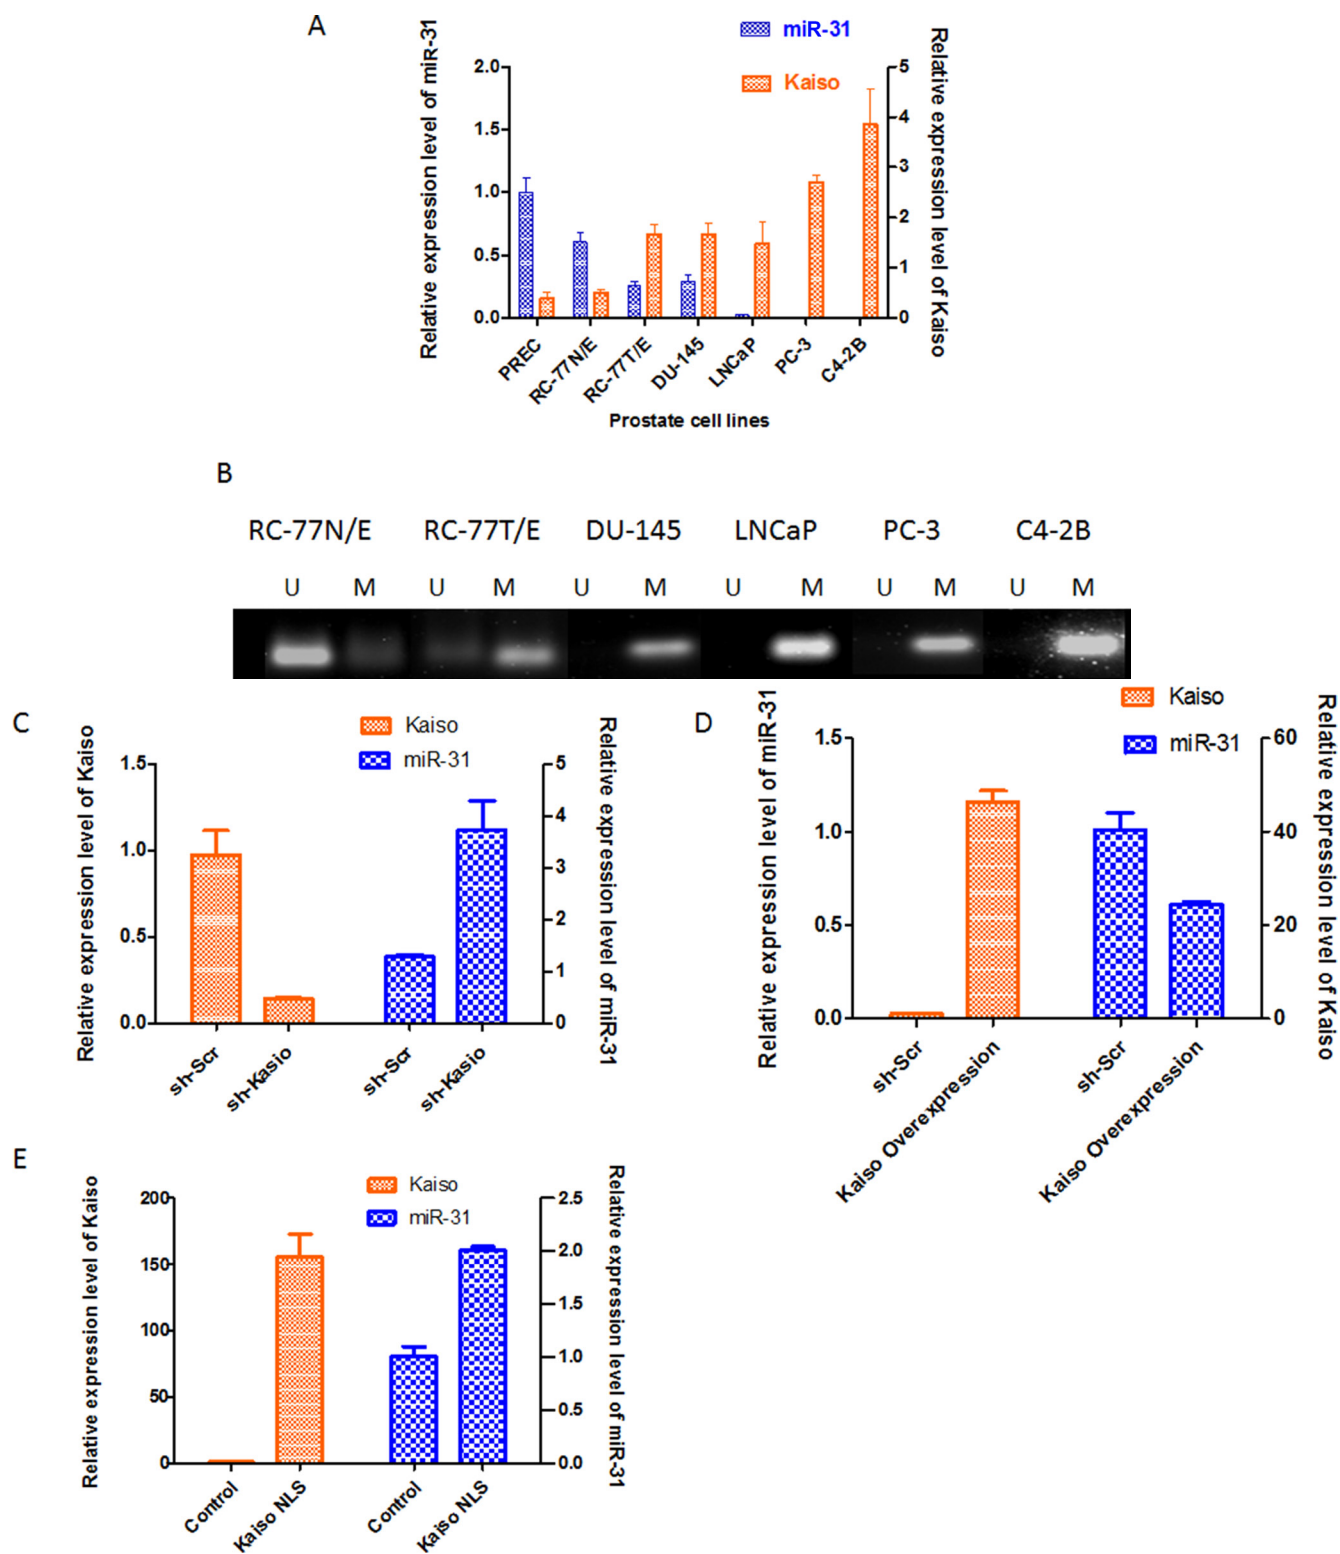 A
miR-31
Kaiso
Relative expression level of miR-31
2.0
1.5
1.0
0.5
0.0
5
4
3
2
1
0
Relative expression level of Kaiso
PREC
RC-77N/E
RC-77T/E
DU-145
LNCaP
PC-3
C4-2B
Prostate cell lines
B
RC-77N/E RC-77T/E DU-145 LNCaP PC-3 C4-2B
U M U M U M U M U M U M
C
Kaiso
miR-31
Relative expression level of Kaiso
1.5
1.0
0.5
0.0
5
4
3
2
1
0
Relative expression level of miR-31
sh-Scr
sh-Kasio
sh-Scr
sh-Kasio
D
Kaiso
miR-31
Relative expression level of miR-31
1.5
1.0
0.5
0.0
60
40
20
0
Relative expression level of Kaiso
sh-Scr
Kaiso Overexpression
sh-Scr
Kaiso Overexpression
E
Kaiso
miR-31
Relative expression level of Kaiso
200
150
100
50
0
2.5
2.0
1.5
1.0
0.5
0.0
Relative expression level of miR-31
Control
Kaiso NLS
Control
Kaiso NLS